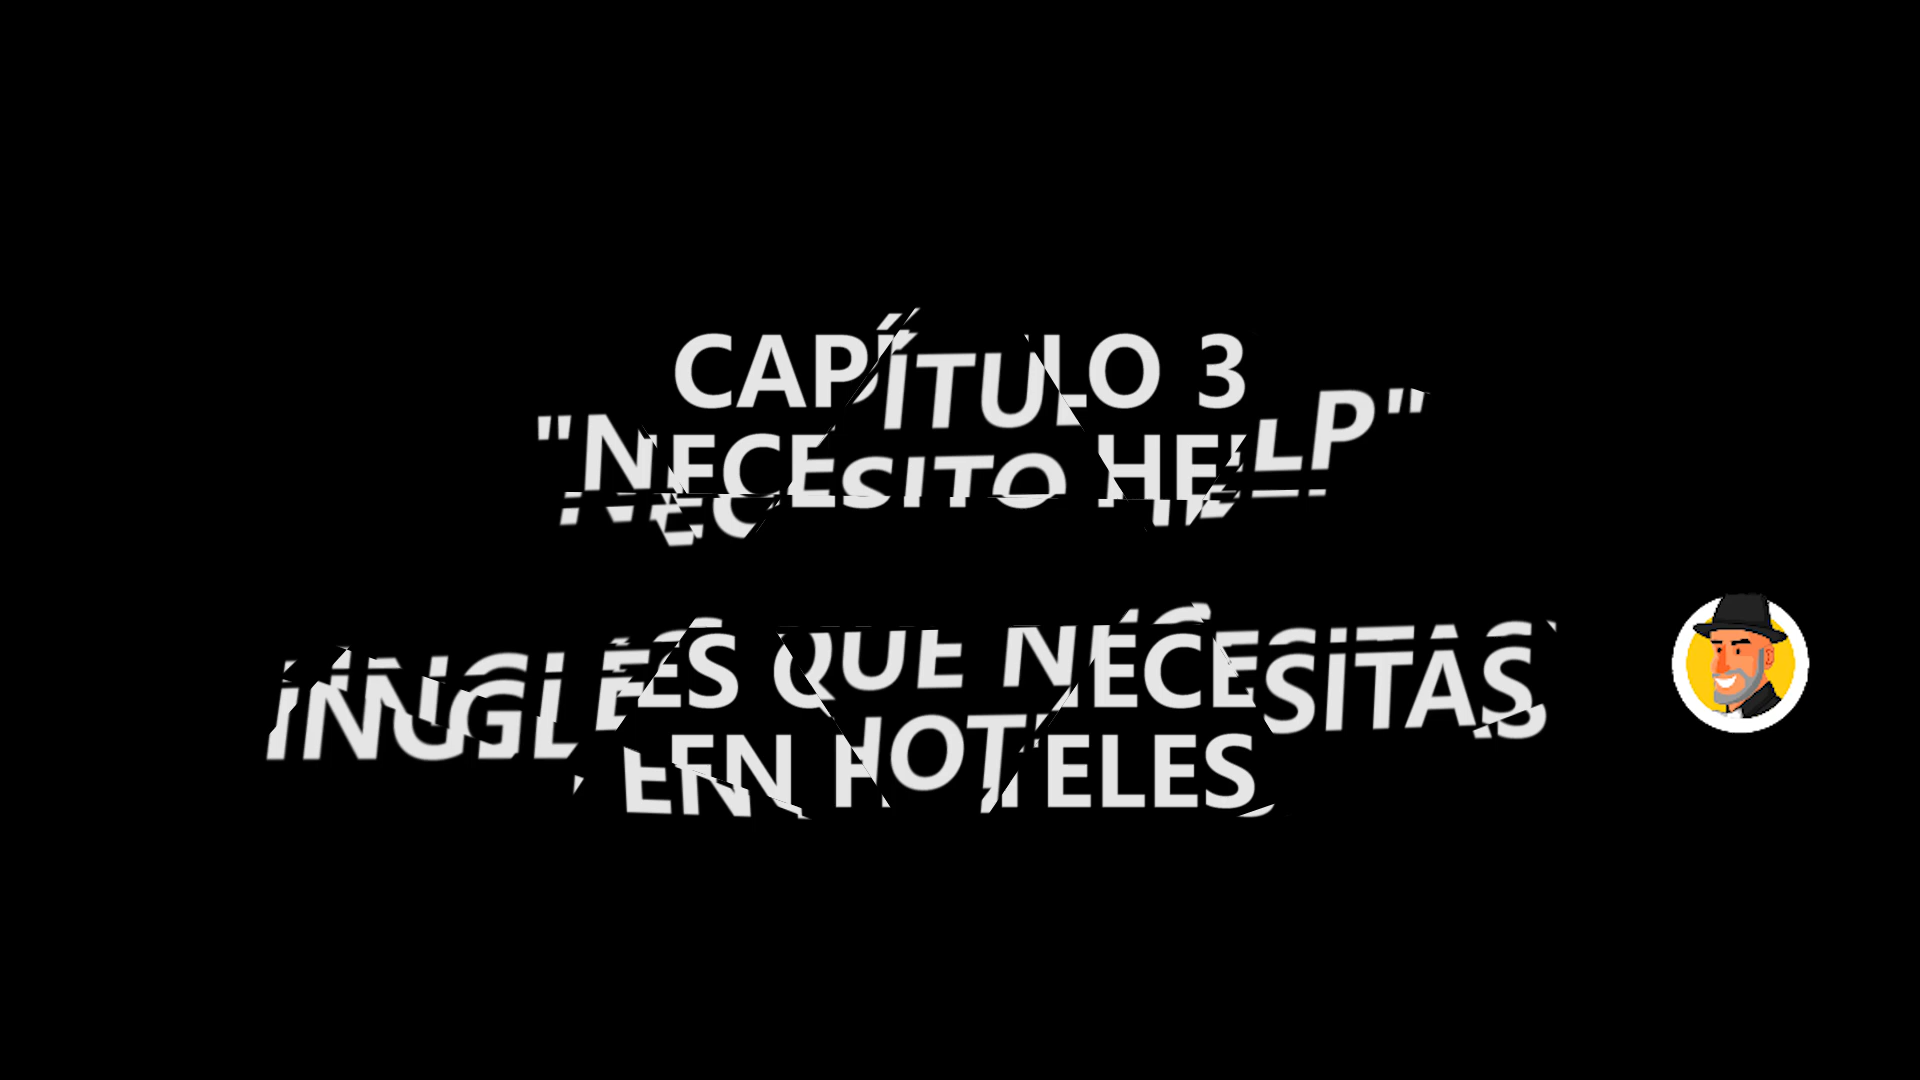 CAPÍTULO 3
"NECESITO HELP"
INGLÉS QUE NECESITAS
EN HOTELES